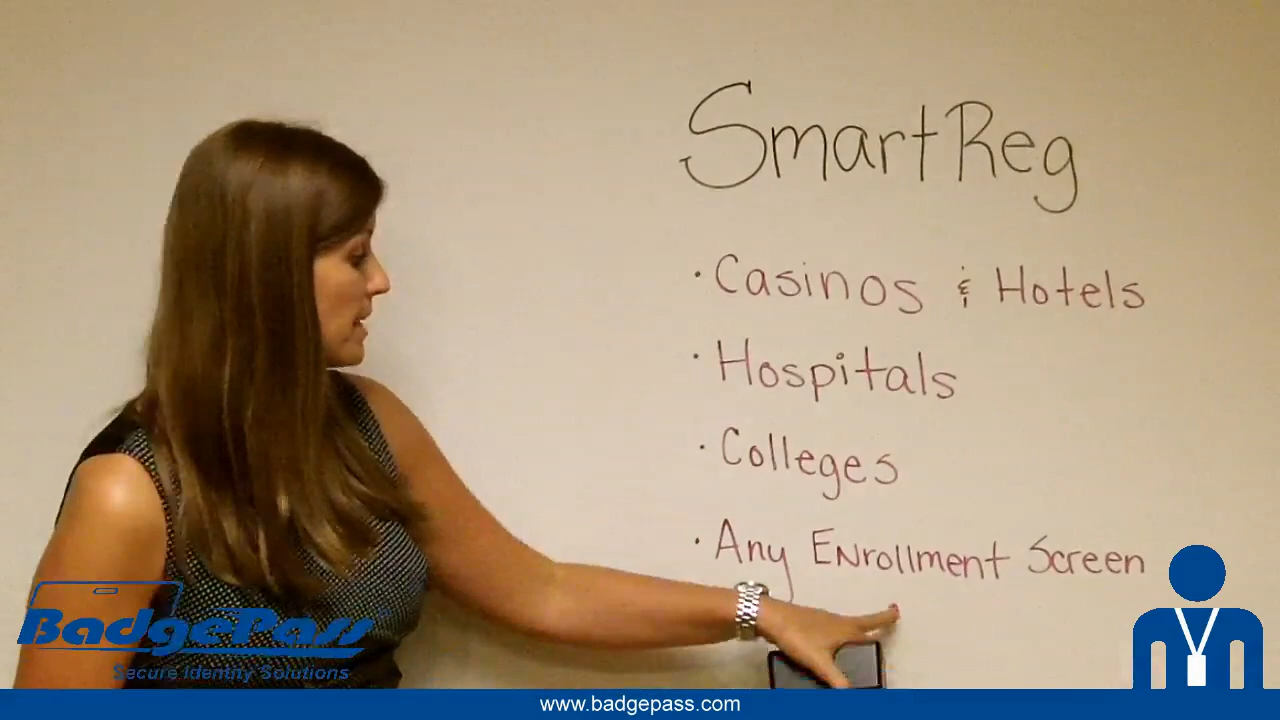 SmartReg
· Casinos & Hotels
· Hospitals
· Colleges
· Any Enrollment Screen
BadgePass®
Secure Identity Solutions
www.badgepass.com